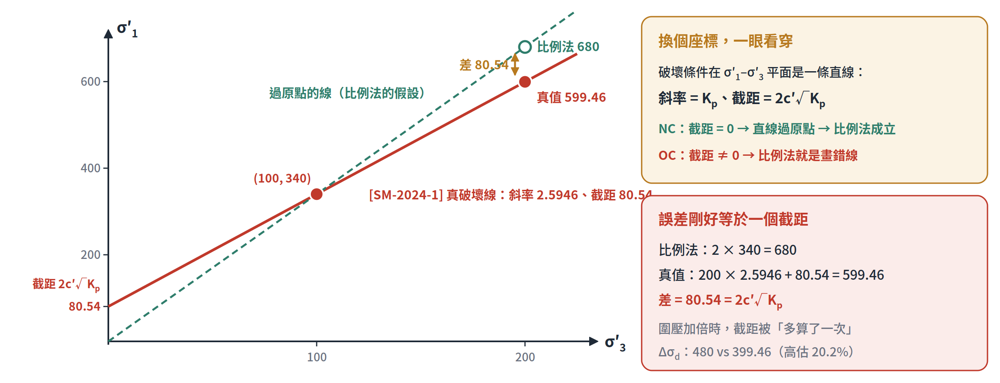 σ′₁
比例法 680
差 80.54
600
過原點的線（比例法的假設）
真值 599.46
400
(100, 340)
[SM-2024-1] 真破壞線：斜率 2.5946、截距 80.54
200
截距 2c′√Kₚ
80.54
100
200
σ′₃
換個座標，一眼看穿
破壞條件在 σ′₁–σ′₃ 平面是一條直線：
斜率 = Kₚ、截距 = 2c′√Kₚ
NC：截距 = 0 → 直線過原點 → 比例法成立
OC：截距 ≠ 0 → 比例法就是畫錯線
誤差剛好等於一個截距
比例法：2 × 340 = 680
真值：200 × 2.5946 + 80.54 = 599.46
差 = 80.54 = 2c′√Kₚ
圍壓加倍時，截距被「多算了一次」
Δσd：480 vs 399.46（高估 20.2%）